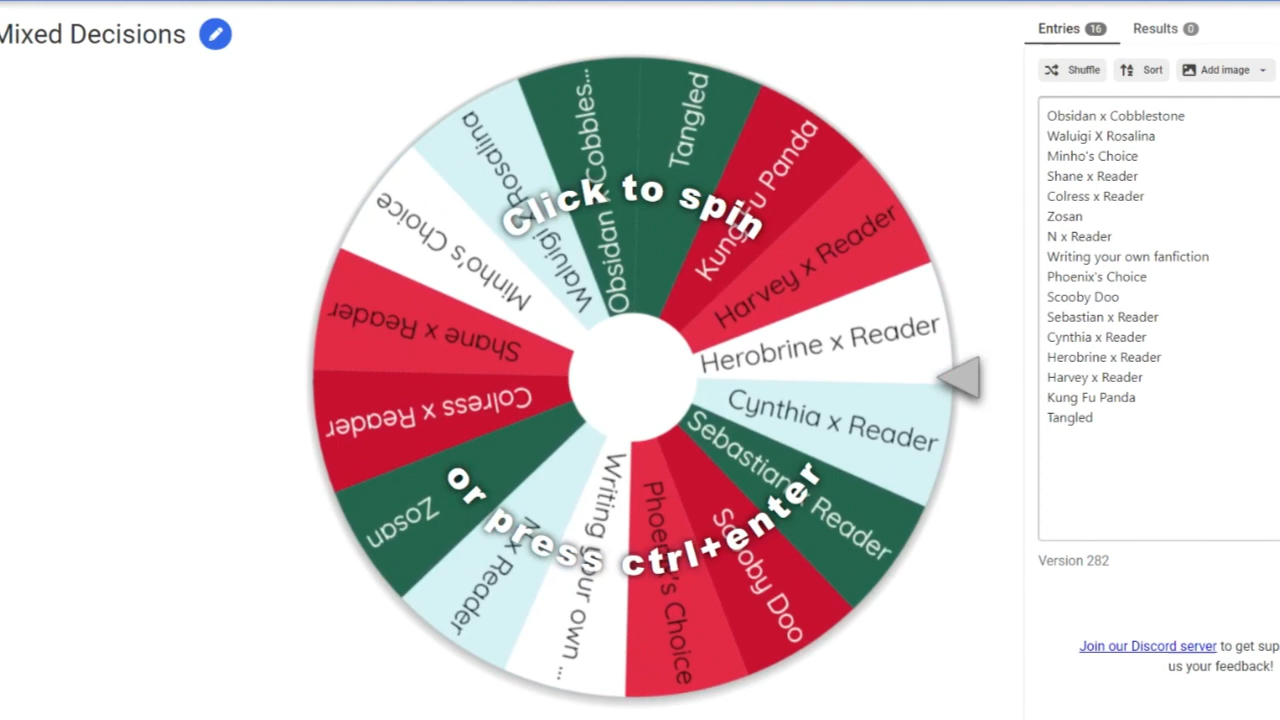 Mixed Decisions
Entries 16 Results 0
Shuffle Sort Add image
Obsidan x Cobblestone
Waluigi X Rosalina
Minho's Choice
Shane x Reader
Colress x Reader
Zosan
N x Reader
Writing your own fanfiction
Phoenix's Choice
Scooby Doo
Sebastian x Reader
Cynthia x Reader
Herobrine x Reader
Harvey x Reader
Kung Fu Panda
Tangled
Version 282
Join our Discord server to get
us your feedback!
Click to spin
or press ctrl+enter
Obsidan x Cobbles...
Tangled
Kung Fu Panda
Harvey x Reader
Herobrine x Reader
Cynthia x Reader
Sebastian x Reader
Scooby Doo
Phoenix's Choice
Writing your own ...
N x Reader
Zosan
Colress x Reader
Shane x Reader
Minho's Choice
Waluigi X Rosalina